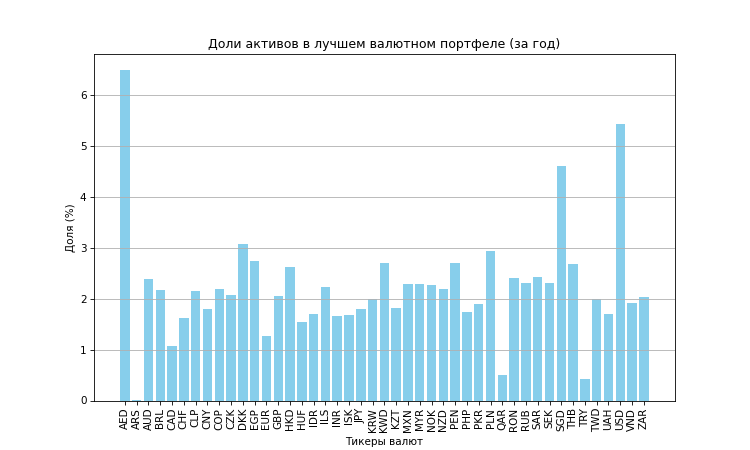 Доли активов в лучшем валютном портфеле (за год)
Доля (%)
6
5
4
3
2
1
0
AED
ARS
AUD
BRL
CAD
CHF
CLP
CNY
COP
CZK
DKK
EGP
EUR
GBP
HKD
HUF
IDR
ILS
INR
ISK
JPY
KRW
KWD
KZT
MXN
MYR
NOK
NZD
PEN
PHP
PKR
PLN
QAR
RON
RUB
SAR
SEK
SGD
THB
TRY
TWD
UAH
USD
VND
ZAR
Тикеры валют